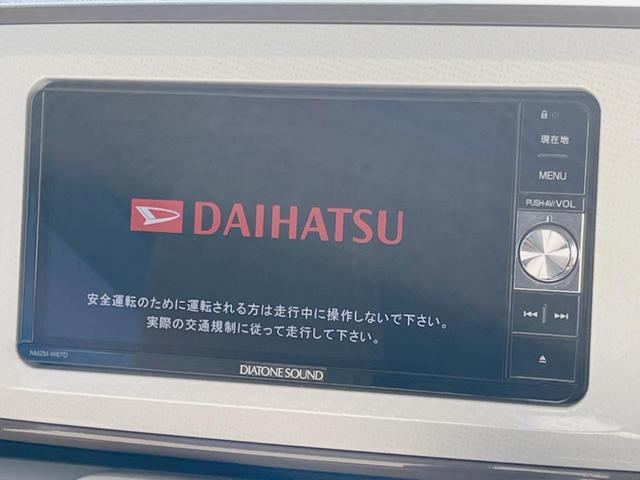 現在地
MENU
PUSH-AV/VOL
DAIHATSU
安全運転のために運転される方は走行中に操作しないで下さい。
実際の交通規制に従って走行して下さい。
NMZM-W67D
DIATONE SOUND